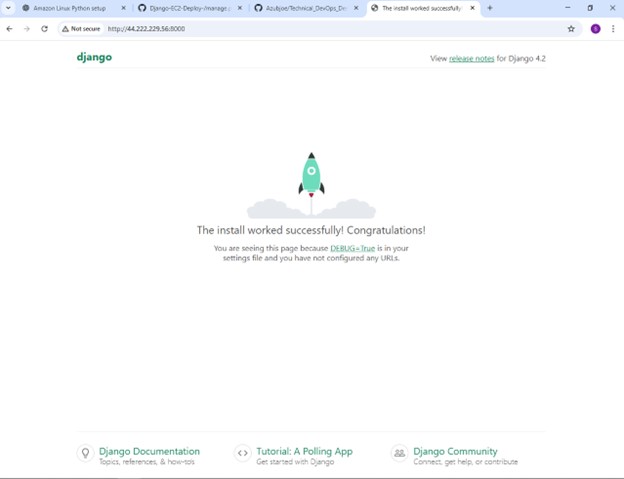 Amazon Linux Python setup
Django-EC2-Deploy-/manage.p
Azubjoe/Technical_DevOps_De
The install worked successfully
Not secure
http://44.222.229.56:8000
django
View release notes for Django 4.2
The install worked successfully! Congratulations!
You are seeing this page because DEBUG=True is in your
settings file and you have not configured any URLs.
Django Documentation
Topics, references, & how-to's
Tutorial: A Polling App
Get started with Django
Django Community
Connect, get help, or contribute